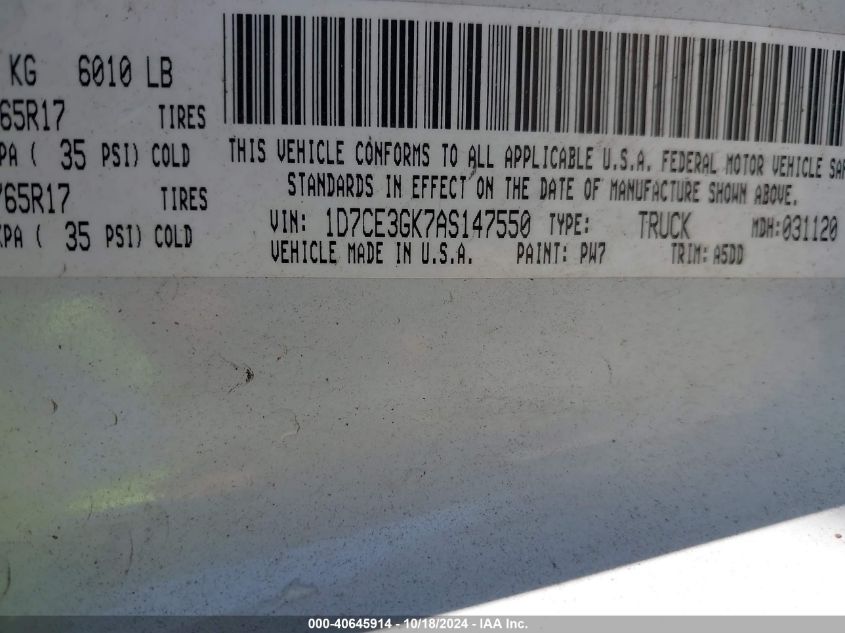 KG 6010 LB
65R17 TIRES
PA ( 35 PSI) COLD
65R17 TIRES
KPA ( 35 PSI) COLD
THIS VEHICLE CONFORMS TO ALL APPLICABLE U.S.A. FEDERAL MOTOR VEHICLE SAF
STANDARDS IN EFFECT ON THE DATE OF MANUFACTURE SHOWN ABOVE.
VIN: 1D7CE3GK7AS147550 TYPE: TRUCK MDH:031120
VEHICLE MADE IN U.S.A. PAINT: PW7 TRIM: A5DD
000-40645914 - 10/18/2024 - IAA, Inc.